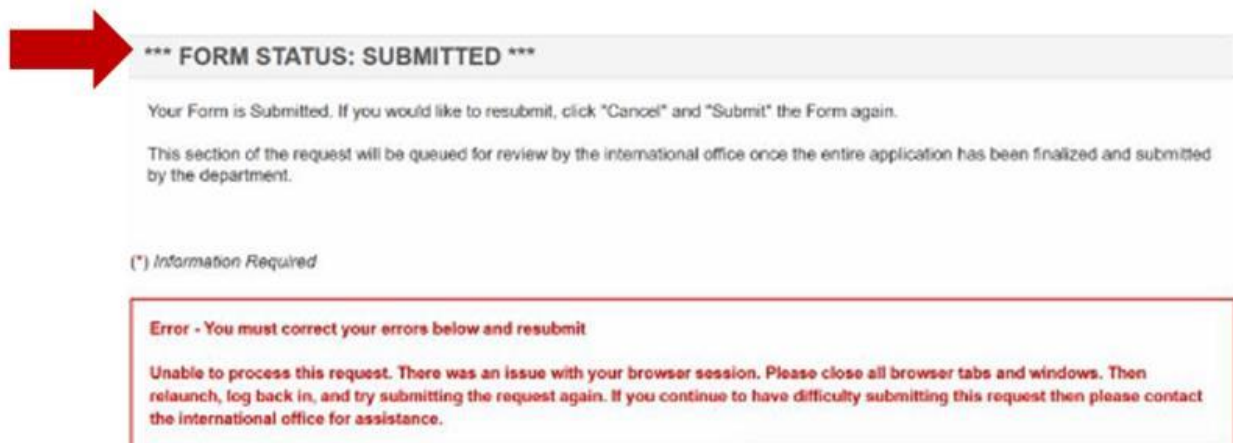 *** FORM STATUS: SUBMITTED ***
Your Form is Submitted. If you would like to resubmit, click "Cancel" and "Submit" the Form again.
This section of the request will be queued for review by the international office once the entire application has been finalized and submitted
by the department.
(*) Information Required
Error - You must correct your errors below and resubmit
Unable to process this request. There was an issue with your browser session. Please close all browser tabs and windows. Then
relaunch, log back in, and try submitting the request again. If you continue to have difficulty submitting this request then please contact
the international office for assistance.